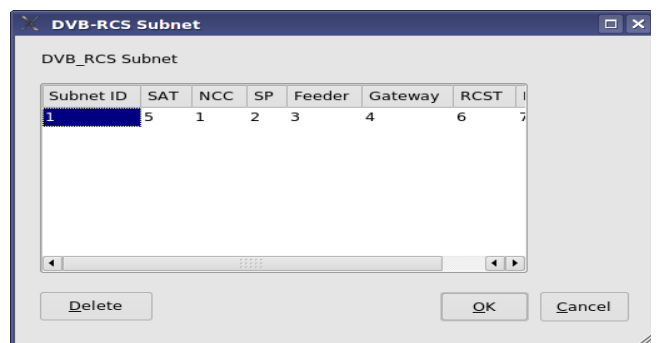 DVB-RCS Subnet
DVB_RCS Subnet
Subnet ID SAT NCC SP Feeder Gateway RCST
1 5 1 2 3 4 6 7
Delete OK Cancel